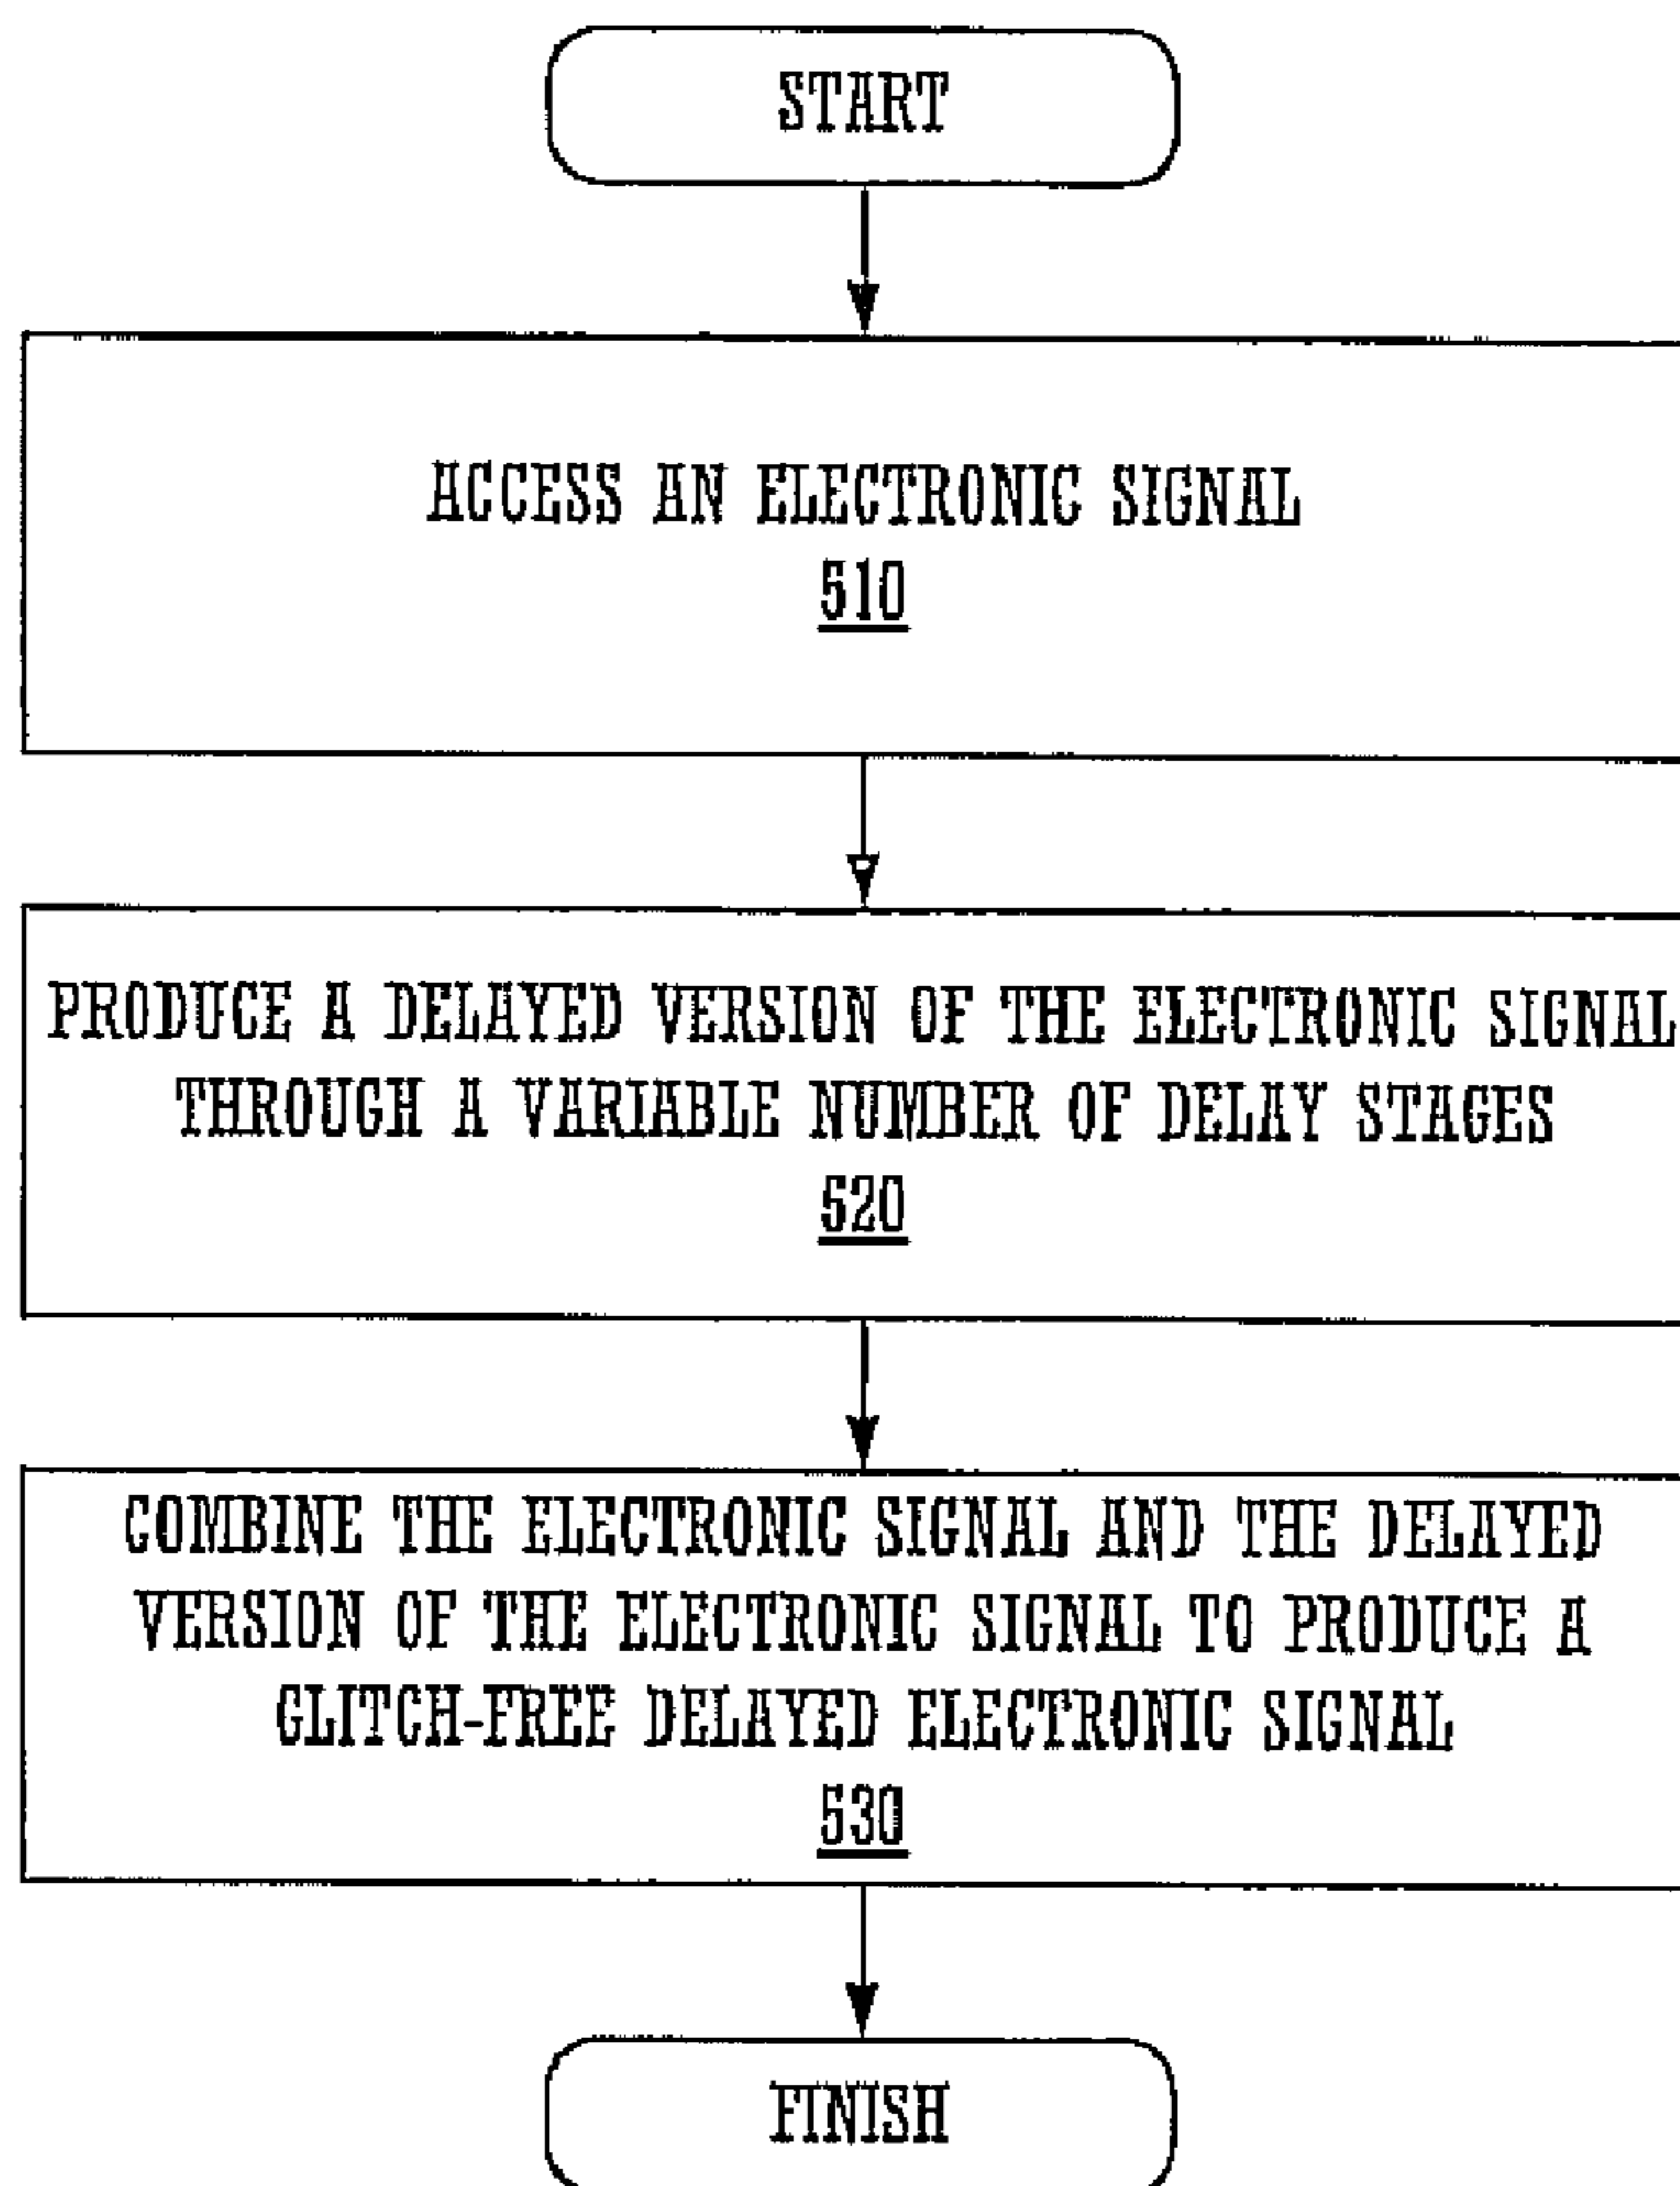 START
ACCESS AN ELECTRONIC SIGNAL
510
PRODUCE A DELAYED VERSION OF THE ELECTRONIC SIGNAL
THROUGH A VARIABLE NUMBER OF DELAY STAGES
520
COMBINE THE ELECTRONIC SIGNAL AND THE DELAYED
VERSION OF THE ELECTRONIC SIGNAL TO PRODUCE A
GLITCH-FREE DELAYED ELECTRONIC SIGNAL
530
FINISH